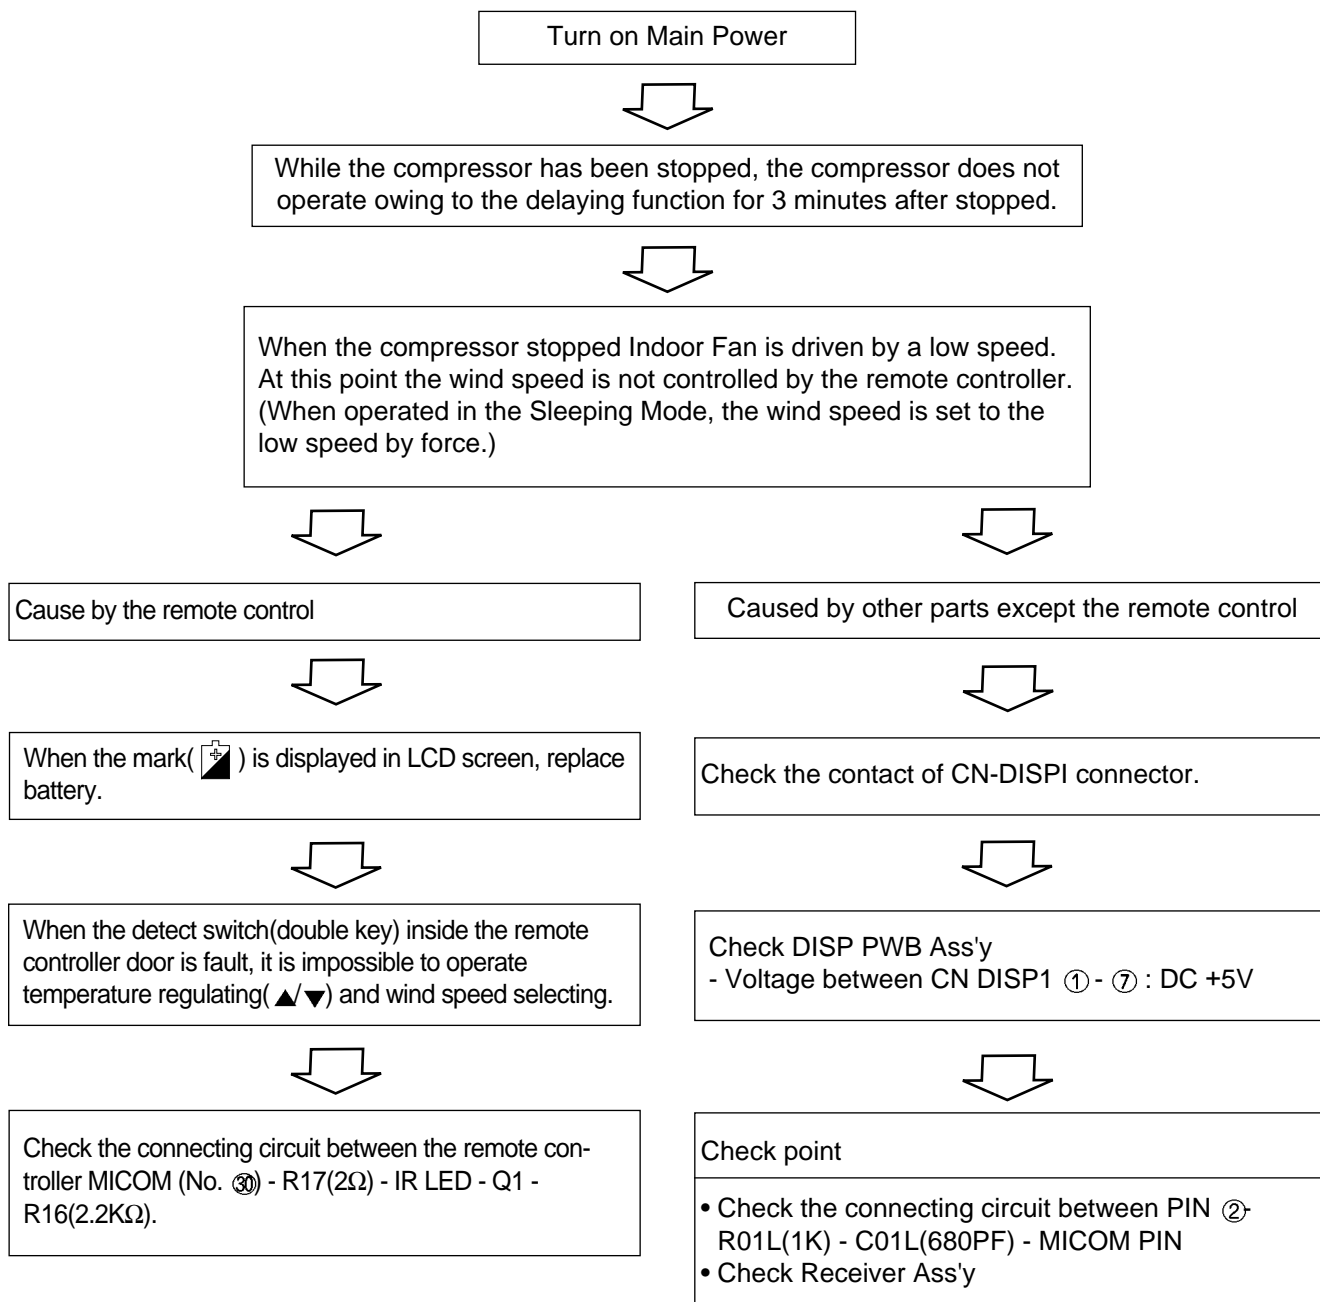 Turn on Main Power
While the compressor has been stopped, the compressor does not
operate owing to the delaying function for 3 minutes after stopped.
When the compressor stopped Indoor Fan is driven by a low speed.
At this point the wind speed is not controlled by the remote controller.
(When operated in the Sleeping Mode, the wind speed is set to the
low speed by force.)
Cause by the remote control
When the mark( ) is displayed in LCD screen, replace
battery.
When the detect switch(double key) inside the remote
controller door is fault, it is impossible to operate
temperature regulating(▲/▼) and wind speed selecting.
Check the connecting circuit between the remote con-
troller MICOM (No. ㉚) - R17(2Ω) - IR LED - Q1 -
R16(2.2KΩ).
Caused by other parts except the remote control
Check the contact of CN-DISPI connector.
Check DISP PWB Ass'y
- Voltage between CN DISP1 ① - ⑦ : DC +5V
Check point
• Check the connecting circuit between PIN ②-
R01L(1K) - C01L(680PF) - MICOM PIN
• Check Receiver Ass'y